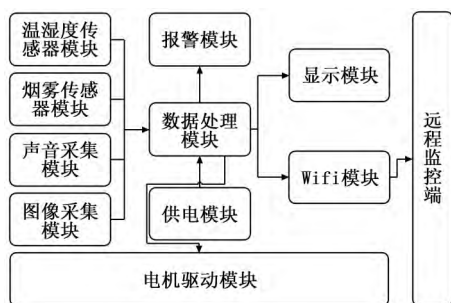 温湿度传
感器模块
烟雾传感
器模块
声音采集
模块
图像采集
模块
报警模块
数据处理
模块
供电模块
显示模块
Wifi模块
远程监控端
电机驱动模块